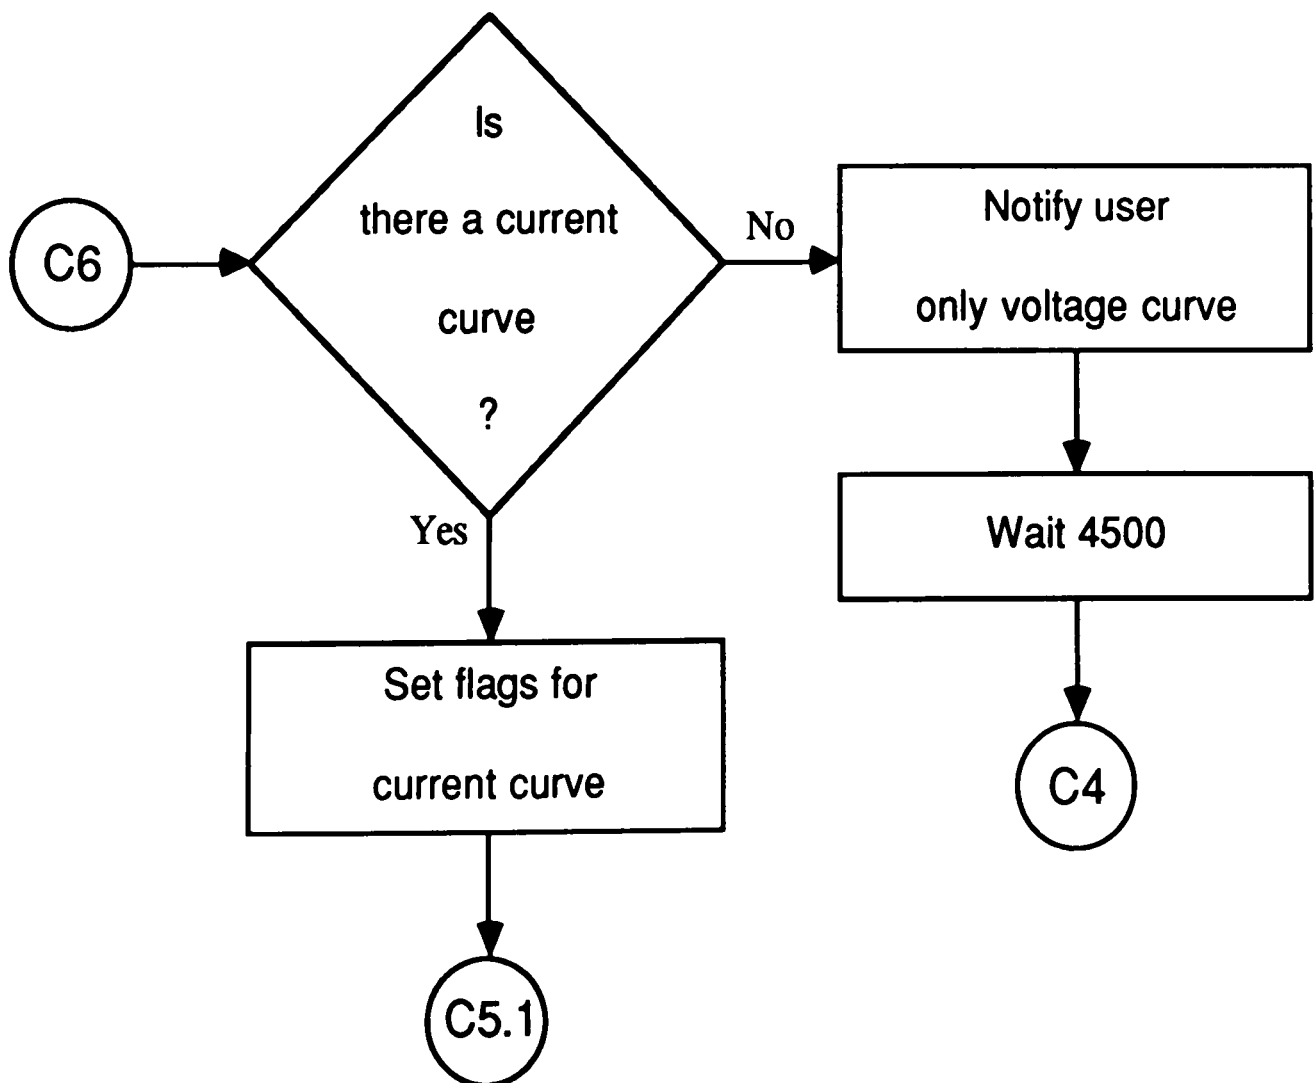 C6
Is
there a current
curve
?
No
Notify user
only voltage curve
Wait 4500
C4
Yes
Set flags for
current curve
C5.1